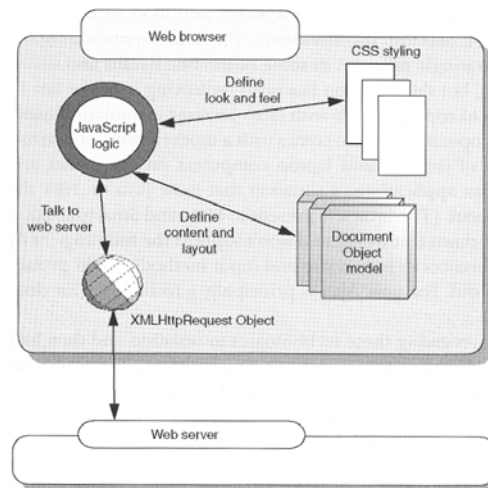 Web browser
CSS styling
Define
look and feel
JavaScript
logic
Talk to
web server
Define
content and
layout
Document
Object
model
XMLHttpRequest Object
Web server